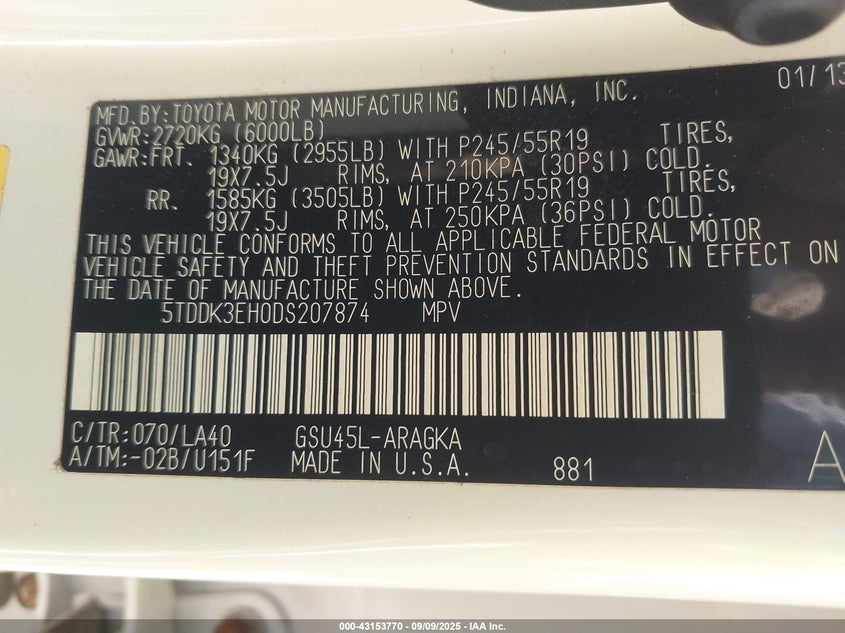 01/13
MFD.BY:TOYOTA MOTOR MANUFACTURING, INDIANA, INC.
GVWR:2720KG (6000LB)
GAWR:FRT. 1340KG (2955LB) WITH P245/55R19 TIRES,
19X7.5J RIMS, AT 210KPA (30PSI) COLD.
RR. 1585KG (3505LB) WITH P245/55R19 TIRES,
19X7.5J RIMS, AT 250KPA (36PSI) COLD.
THIS VEHICLE CONFORMS TO ALL APPLICABLE FEDERAL MOTOR
VEHICLE SAFETY AND THEFT PREVENTION STANDARDS IN EFFECT ON
THE DATE OF MANUFACTURE SHOWN ABOVE.
5TDDK3EH0DS207874 MPV
C/TR:070/LA40 GSU45L-ARAGKA
A/TM:-02B/U151F MADE IN U.S.A. 881 A
000-43153770 - 09/09/2025 - IAA Inc.